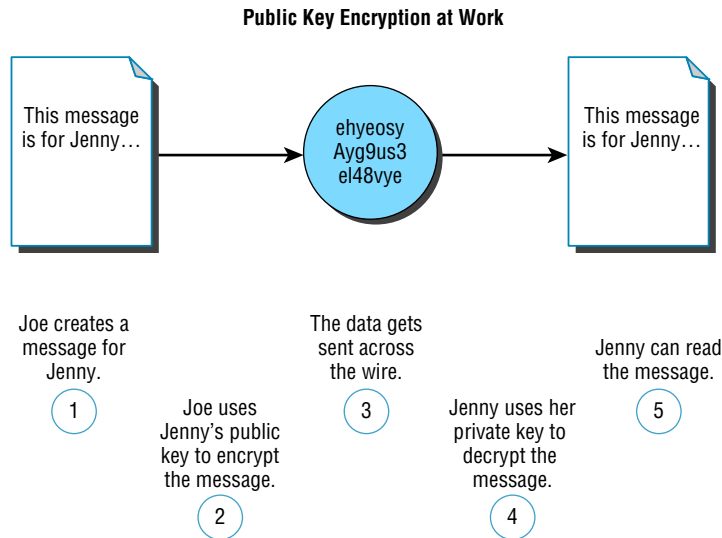 Public Key Encryption at Work
This message
is for Jenny…
ehyeosy
Ayg9us3
el48vye
This message
is for Jenny…
Joe creates a
message for
Jenny.
1
Joe uses
Jenny’s public
key to encrypt
the message.
2
The data gets
sent across
the wire.
3
Jenny uses her
private key to
decrypt the
message.
4
Jenny can read
the message.
5